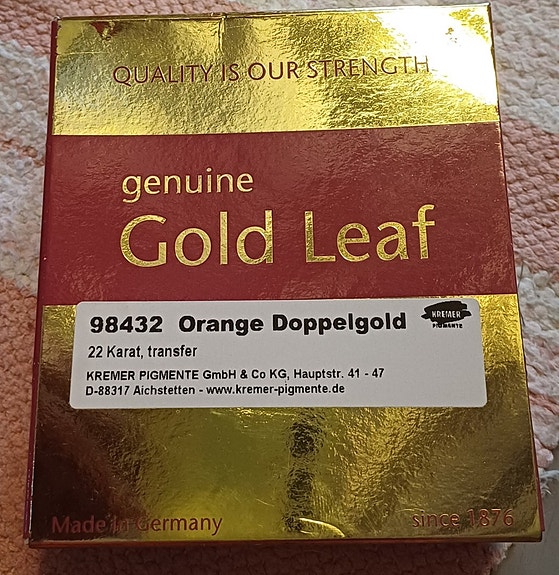 QUALITY IS OUR STRENGTH
genuine
Gold Leaf
98432 Orange Doppelgold
KREMER
PIGMENTE
22 Karat, transfer
KREMER PIGMENTE GmbH & Co KG, Hauptstr. 41 - 47
D-88317 Aichstetten - www.kremer-pigmente.de
Made in Germany
since 1876